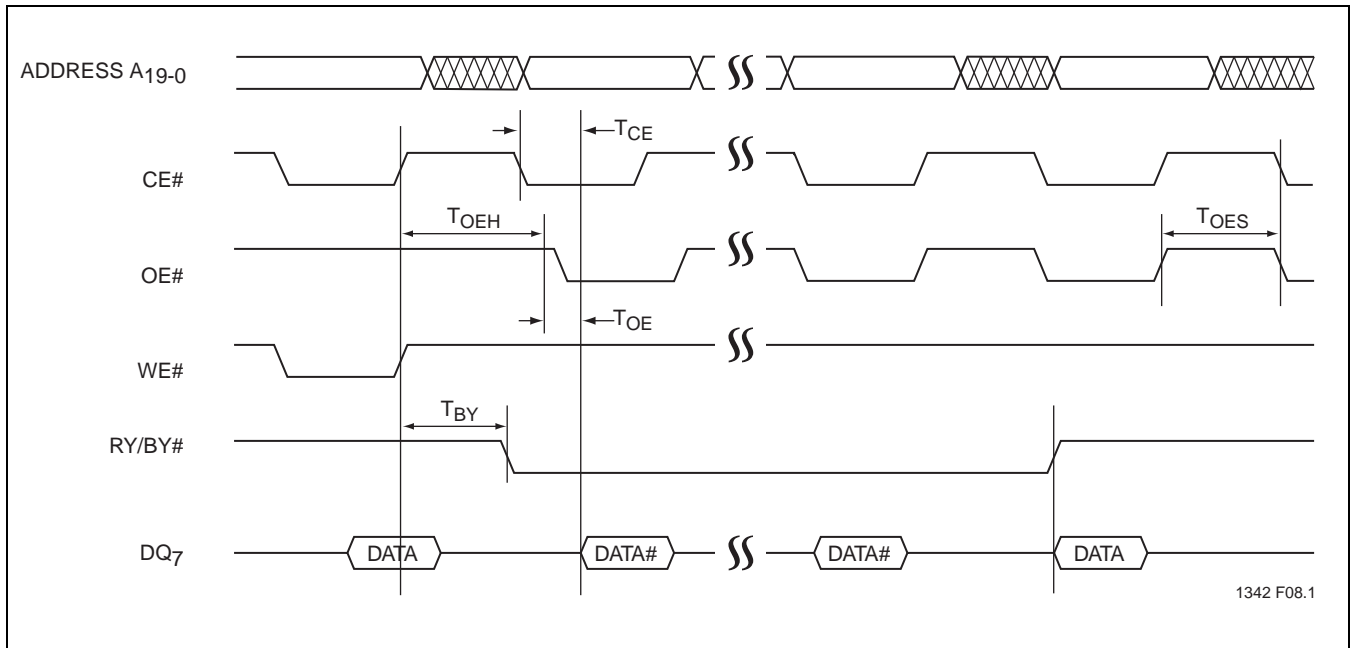 ADDRESS A19-0
TCE
CE#
TOEH
TOES
OE#
TOE
WE#
TBY
RY/BY#
DQ7 DATA DATA# DATA# DATA
1342 F08.1